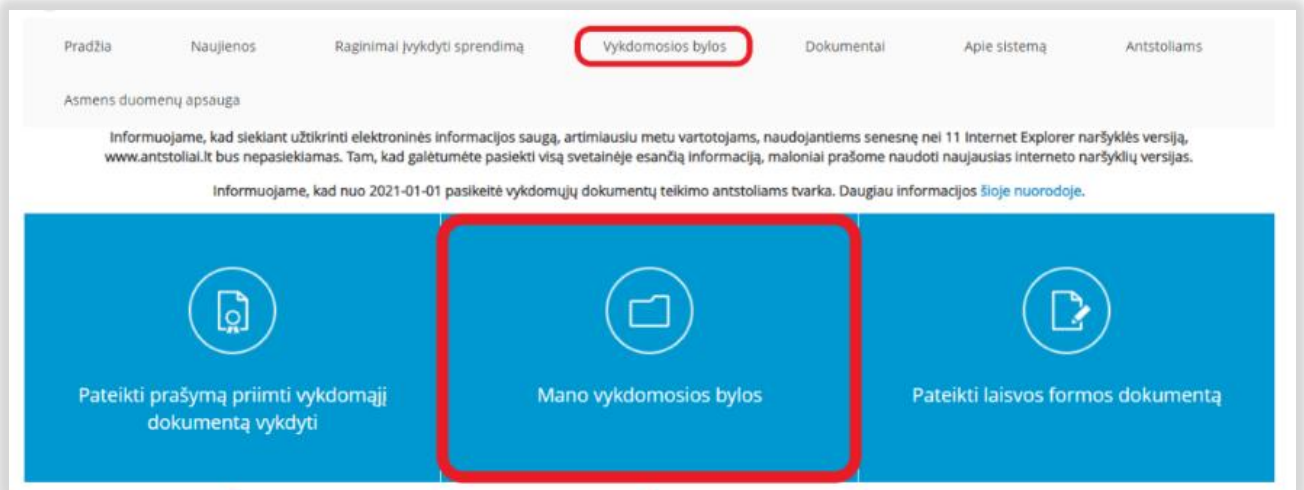 Pradžia Naujienos Raginimai įvykdyti sprendimą Vykdomosios bylos Dokumentai Apie sistemą Antstoliams
Asmens duomenų apsauga
Informuojame, kad siekiant užtikrinti elektroninės informacijos saugą, artimiausiu metu vartotojams, naudojantiems senesnę nei 11 Internet Explorer naršyklės versiją,
www.antstoliai.lt bus nepasiekiamas. Tam, kad galėtumėte pasiekti visą svetainėje esančią informaciją, maloniai prašome naudoti naujausias interneto naršyklių versijas.
Informuojame, kad nuo 2021-01-01 pasikeitė vykdomųjų dokumentų teikimo antstoliams tvarka. Daugiau informacijos šioje nuorodoje.
Pateikti prašymą priimti vykdomąjį
dokumentą vykdyti
Mano vykdomosios bylos
Pateikti laisvos formos dokumentą